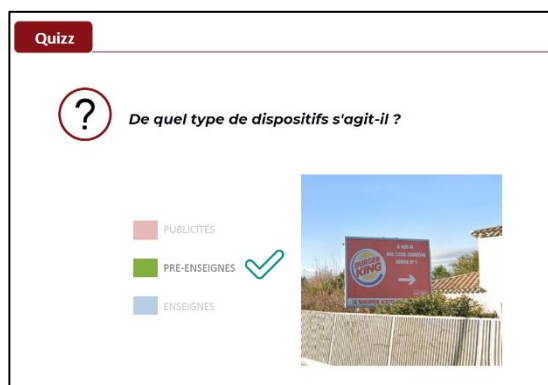 Quizz
?
De quel type de dispositifs s'agit-il ?
PUBLICITÉS
PRE-ENSEIGNES
ENSEIGNES
BURGER
KING